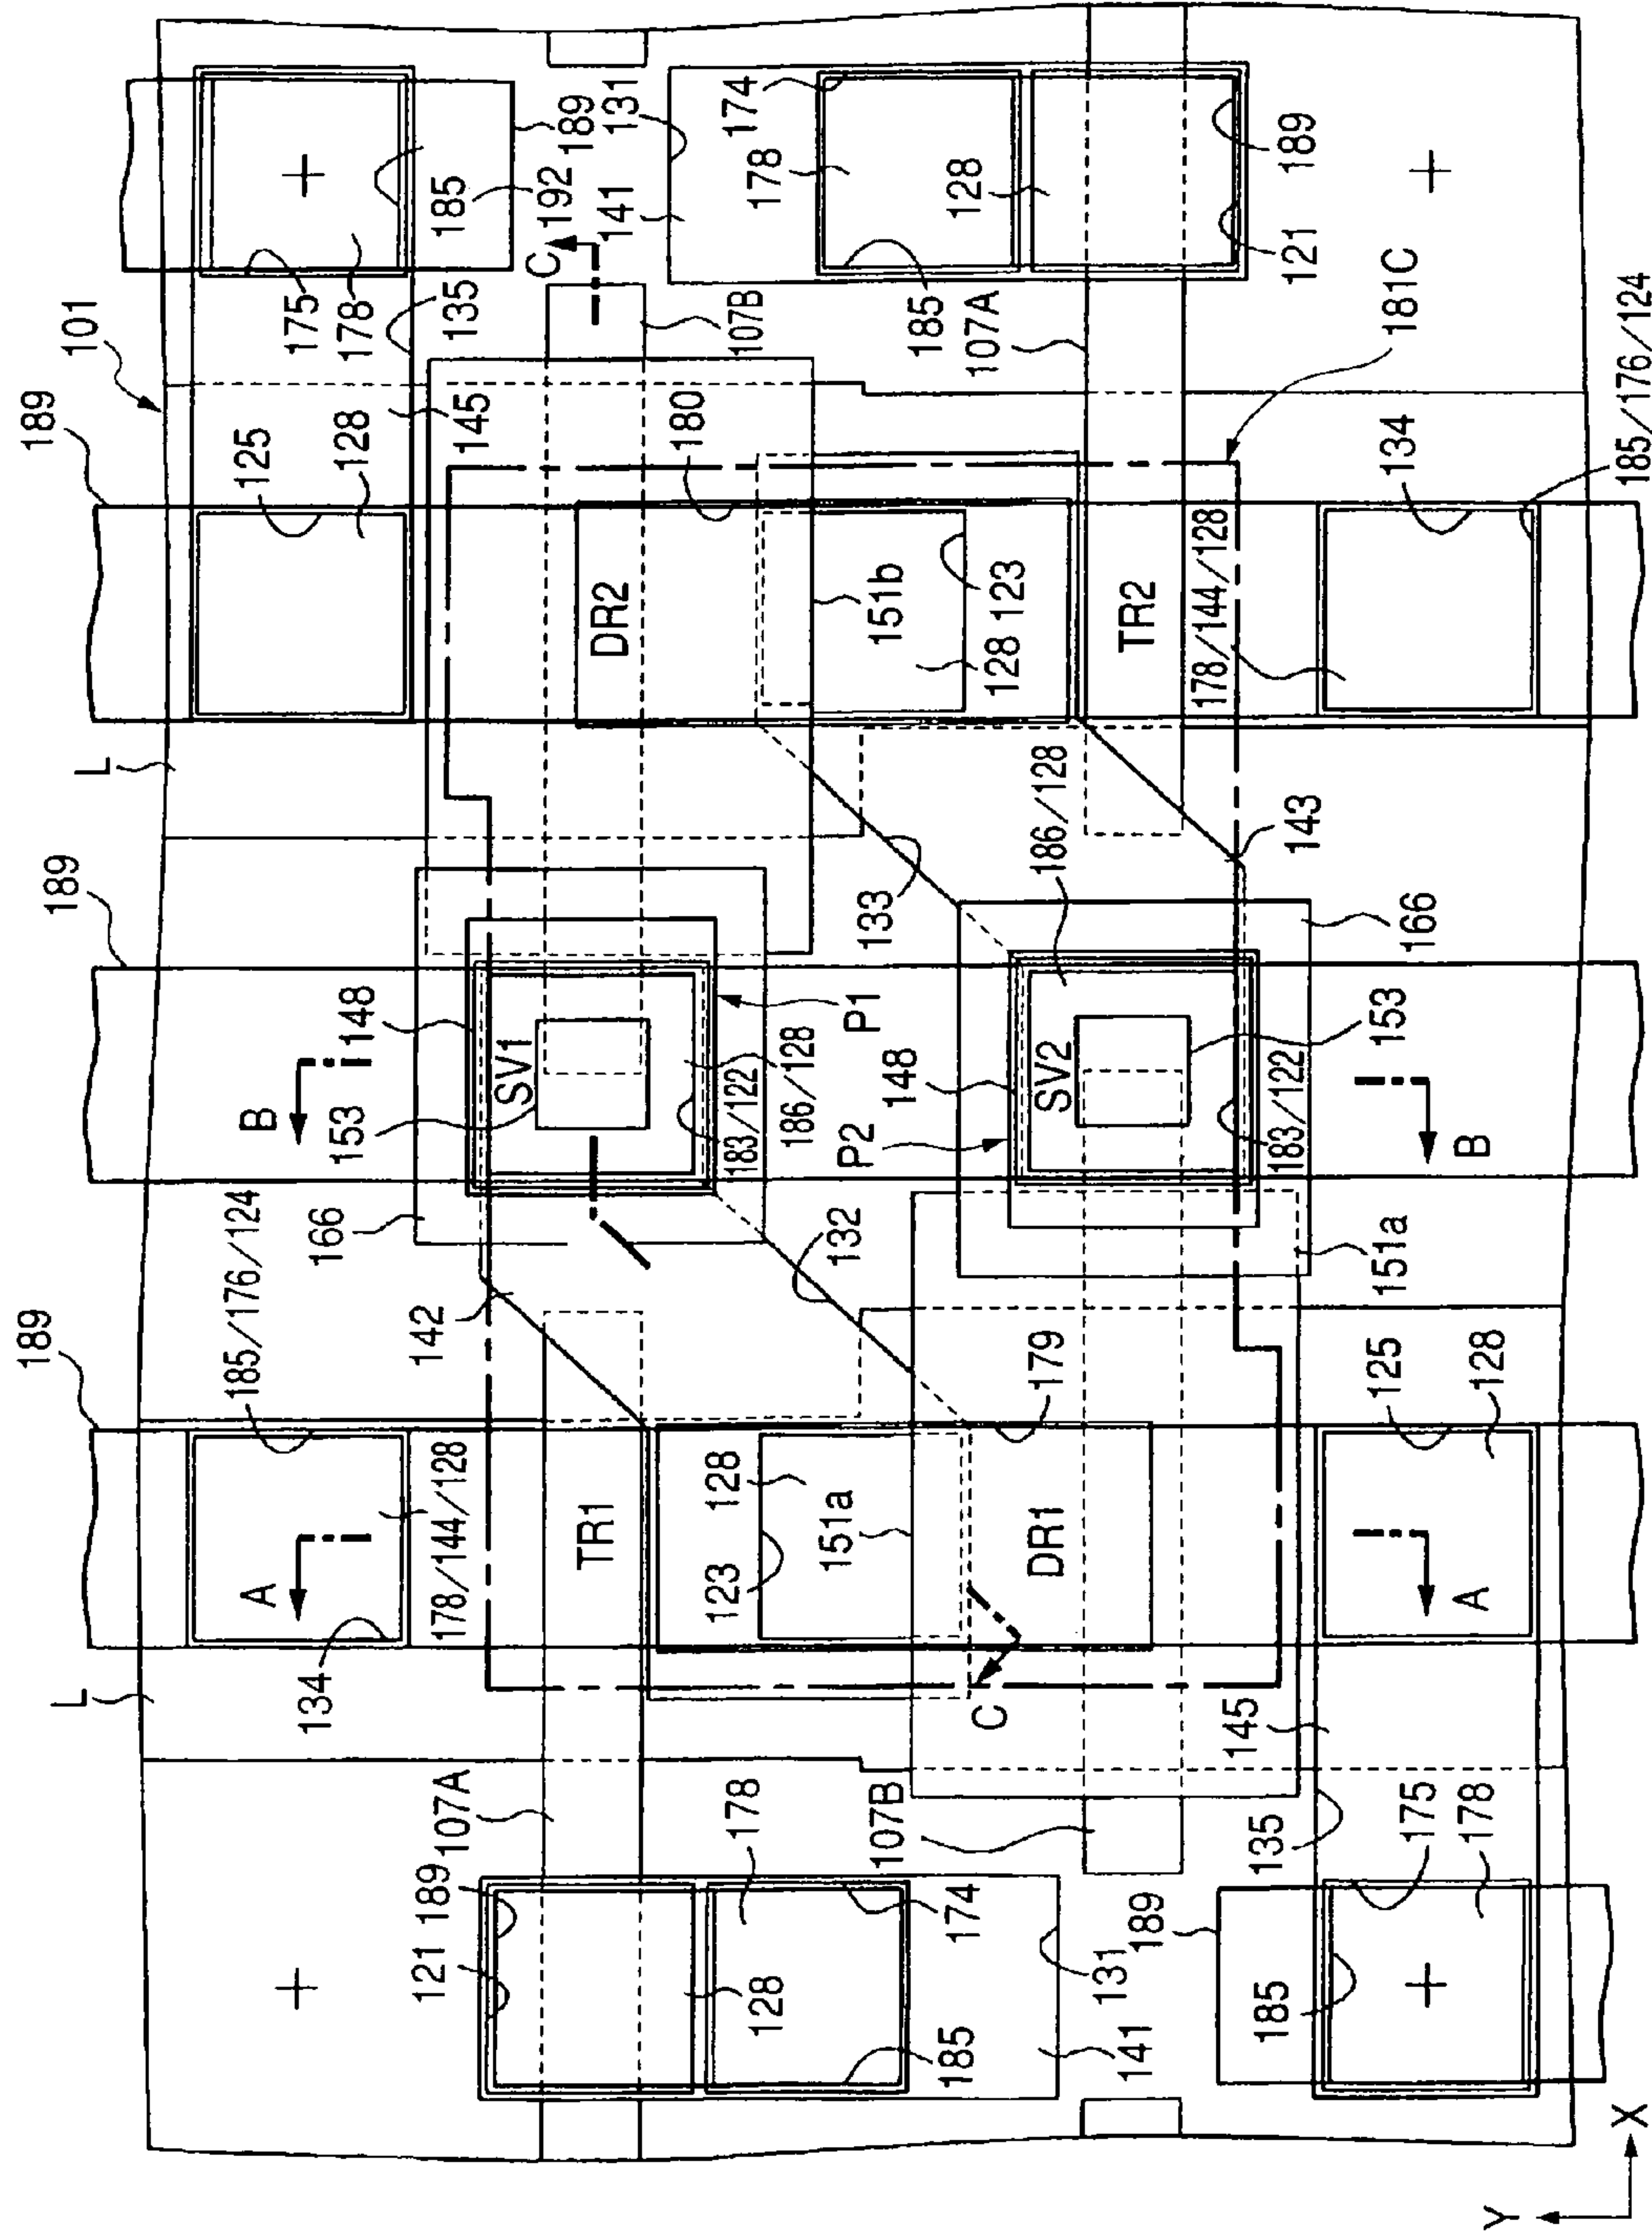 101
189
189
189
189
L
L
125
128
145
135
175
178
185
189
192
C
131
141
174
178
128
185
189
121
107A
107B
181C
185/176/124
134
178/144/128
TR2
DR2
180
151b
123
128
186/128
143
133
166
148
P1
153
SV1
B
183/122
186/128
P2
148
SV2
183/122
153
B
166
142
132
151a
185/176/124
A
134
178/144/128
TR1
128
123
151a
179
DR1
C
125
128
A
145
135
175
178
185
189
107A
107B
178
189
121
128
174
185
131
141
X
Y